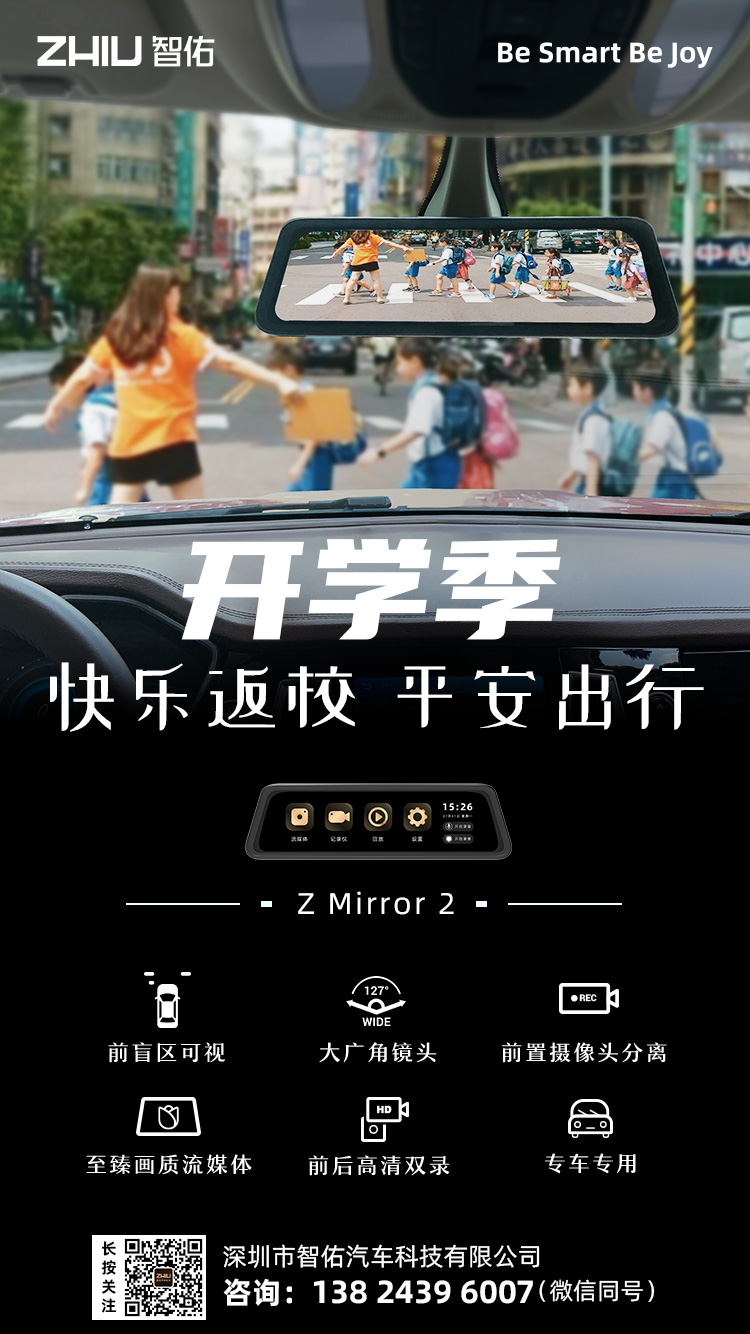 ZHIU 智佑
Be Smart Be Joy
中心
开学季
快乐返校 平安出行
15:26
流媒体 记录仪 回放 设置
Z Mirror 2
127°
WIDE
REC
前盲区可视 大广角镜头 前置摄像头分离
HD
至臻画质流媒体 前后高清双录 专车专用
长按关注
ZHIU
深圳市智佑汽车科技有限公司
咨询：138 2439 6007（微信同号）